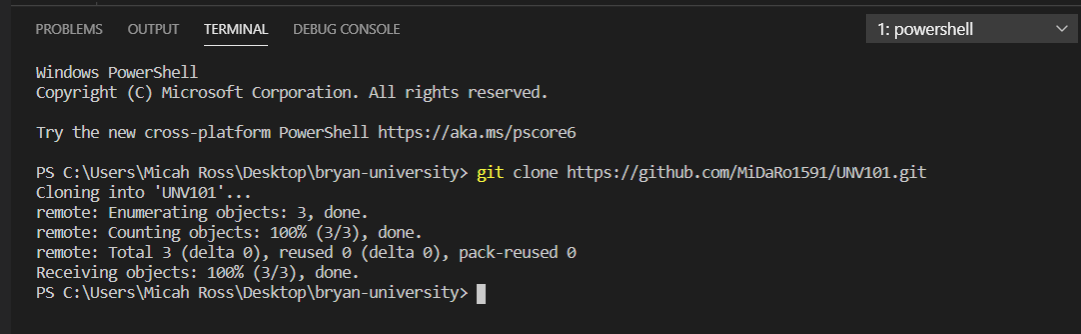 PROBLEMS OUTPUT TERMINAL DEBUG CONSOLE 1: powershell
Windows PowerShell
Copyright (C) Microsoft Corporation. All rights reserved.
Try the new cross-platform PowerShell https://aka.ms/pscore6
PS C:\Users\Micah Ross\Desktop\bryan-university> git clone https://github.com/MiDaRo1591/UNV101.git
Cloning into 'UNV101'...
remote: Enumerating objects: 3, done.
remote: Counting objects: 100% (3/3), done.
remote: Total 3 (delta 0), reused 0 (delta 0), pack-reused 0
Receiving objects: 100% (3/3), done.
PS C:\Users\Micah Ross\Desktop\bryan-university>